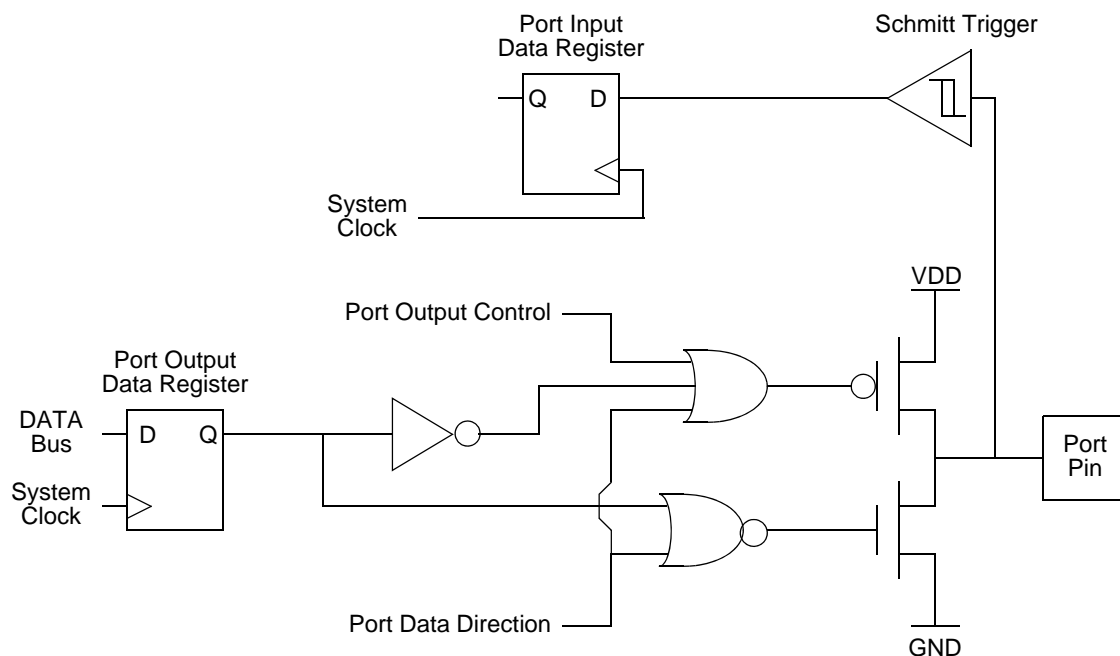 Port Input
Data Register
Schmitt Trigger
Q D
System
Clock
VDD
Port Output Control
Port Output
Data Register
DATA
Bus
D Q
System
Clock
Port
Pin
Port Data Direction
GND